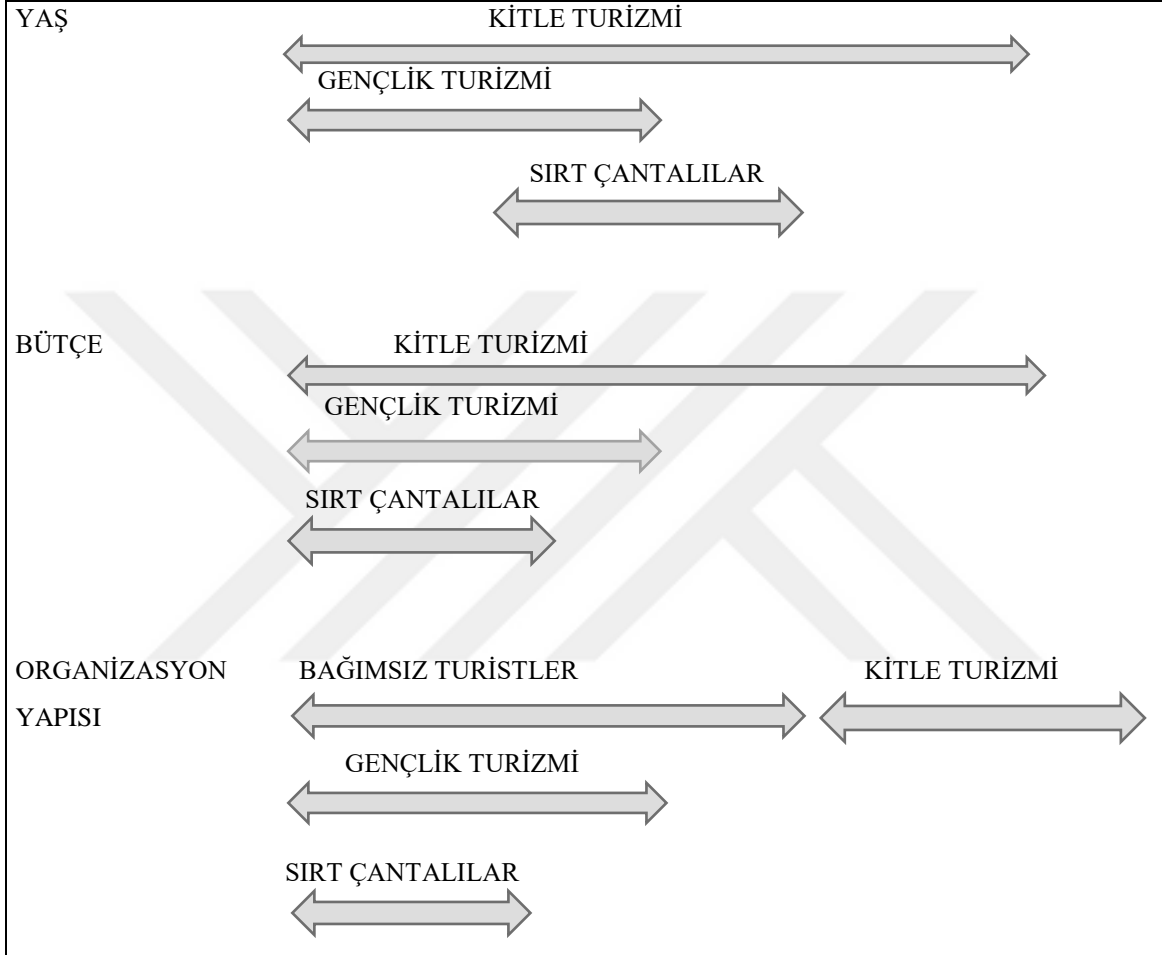 YAŞ KİTLE TURİZMİ
GENÇLİK TURİZMİ
SIRT ÇANTALILAR
BÜTÇE KİTLE TURİZMİ
GENÇLİK TURİZMİ
SIRT ÇANTALILAR
ORGANİZASYON BAĞIMSIZ TURİSTLER KİTLE TURİZMİ
YAPISI
GENÇLİK TURİZMİ
SIRT ÇANTALILAR